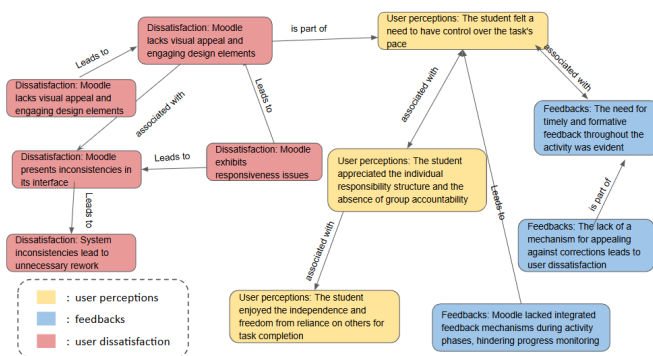 Dissatisfaction: Moodle
lacks visual appeal and
engaging design elements
is part of
User perceptions: The student felt a
need to have control over the task's
pace
Leads to
associated with
Dissatisfaction: Moodle
lacks visual appeal and
engaging design elements
associated with
Leads to
associated with
Feedbacks: The need for
timely and formative
feedback throughout the
activity was evident
Dissatisfaction: Moodle
presents inconsistencies in
its interface
Leads to
Dissatisfaction: Moodle
exhibits
responsiveness issues
User perceptions: The student
appreciated the individual
responsibility structure and the
absence of group accountability
Leads to
is part of
Leads to
Dissatisfaction: System
inconsistencies lead to
unnecessary rework
associated with
Feedbacks: The lack of a
mechanism for appealing
against corrections leads to
user dissatisfaction
: user perceptions
: feedbacks
: user dissatisfaction
User perceptions: The student
enjoyed the independence and
freedom from reliance on others for
task completion
Feedbacks: Moodle lacked integrated
feedback mechanisms during activity
phases, hindering progress monitoring